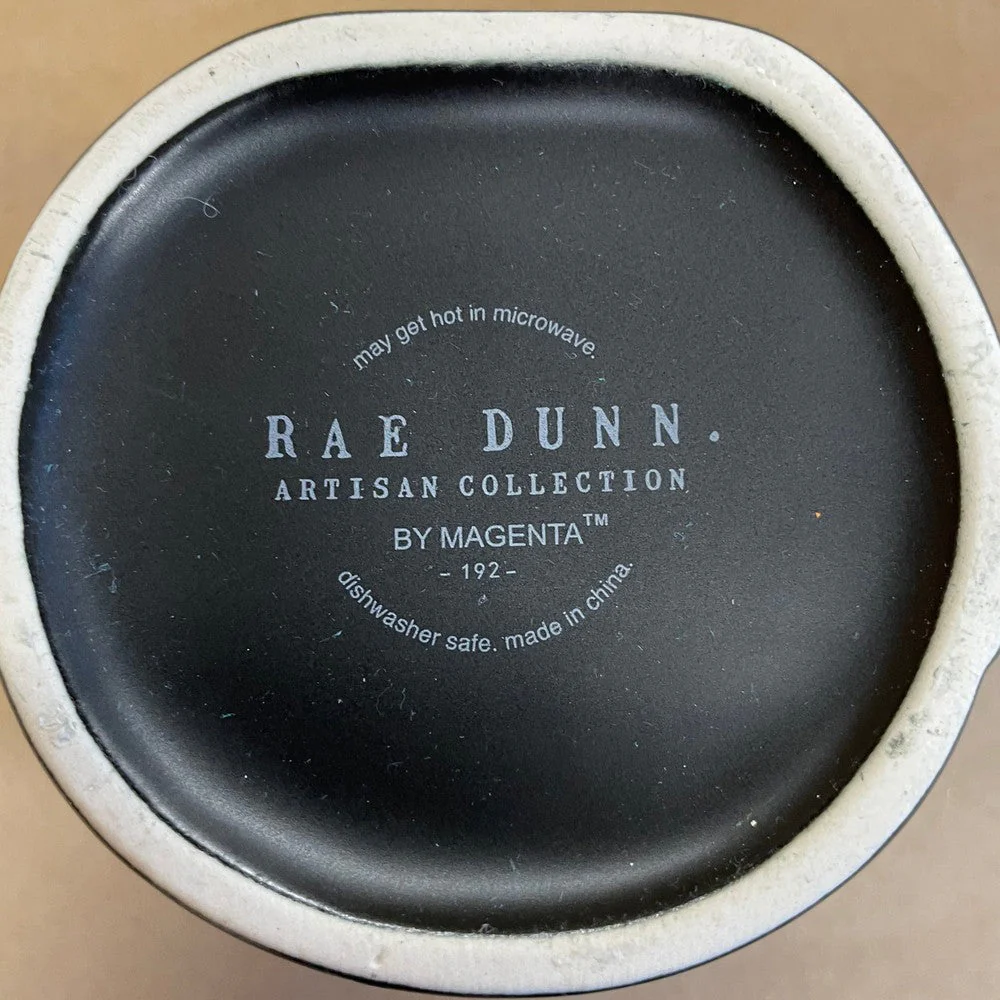 may get hot in microwave.
RAE DUNN.
ARTISAN COLLECTION
BY MAGENTA™
- 192 -
dishwasher safe. made in china.